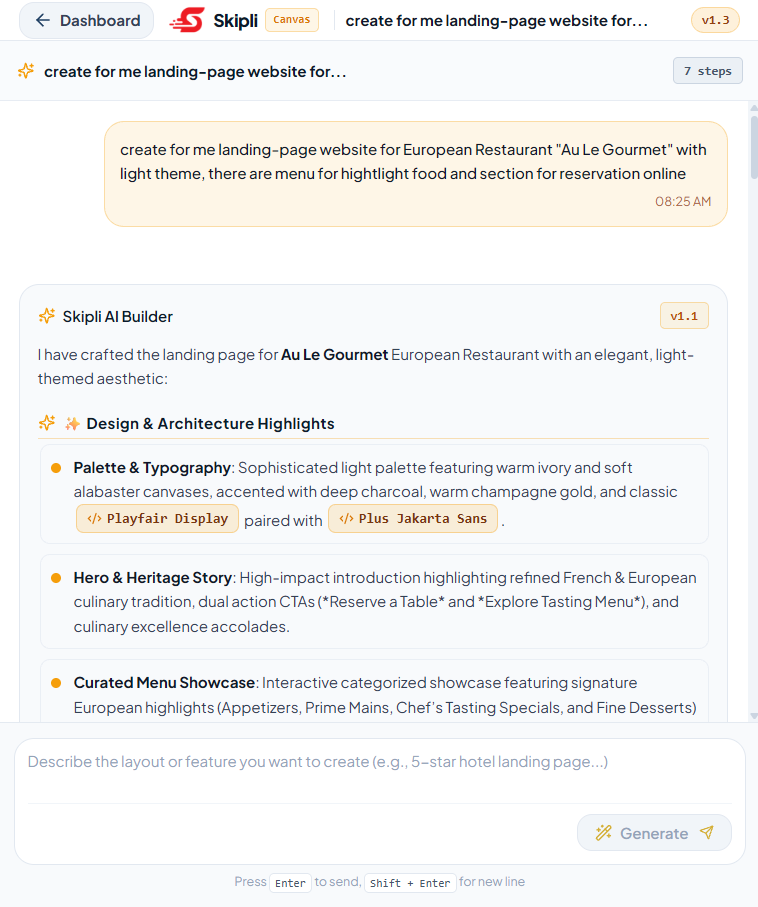 Dashboard Skipli Canvas create for me landing-page website for... v1.3
create for me landing-page website for... 7 steps
create for me landing-page website for European Restaurant "Au Le Gourmet" with
light theme, there are menu for hightlight food and section for reservation online
08:25 AM
Skipli AI Builder v1.1
I have crafted the landing page for Au Le Gourmet European Restaurant with an elegant, light-
themed aesthetic:
✨ Design & Architecture Highlights
Palette & Typography: Sophisticated light palette featuring warm ivory and soft
alabaster canvases, accented with deep charcoal, warm champagne gold, and classic
</> Playfair Display paired with </> Plus Jakarta Sans .
Hero & Heritage Story: High-impact introduction highlighting refined French & European
culinary tradition, dual action CTAs (*Reserve a Table* and *Explore Tasting Menu*), and
culinary excellence accolades.
Curated Menu Showcase: Interactive categorized showcase featuring signature
European highlights (Appetizers, Prime Mains, Chef's Tasting Specials, and Fine Desserts)
Describe the layout or feature you want to create (e.g., 5-star hotel landing page...)
Generate
Press Enter to send, Shift + Enter for new line